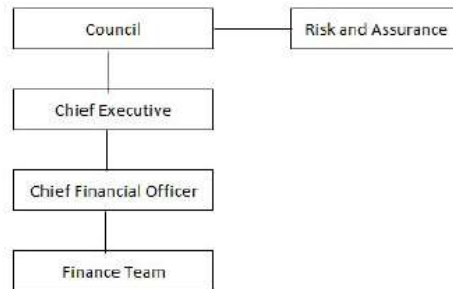 Council
Risk and Assurance
Chief Executive
Chief Financial Officer
Finance Team